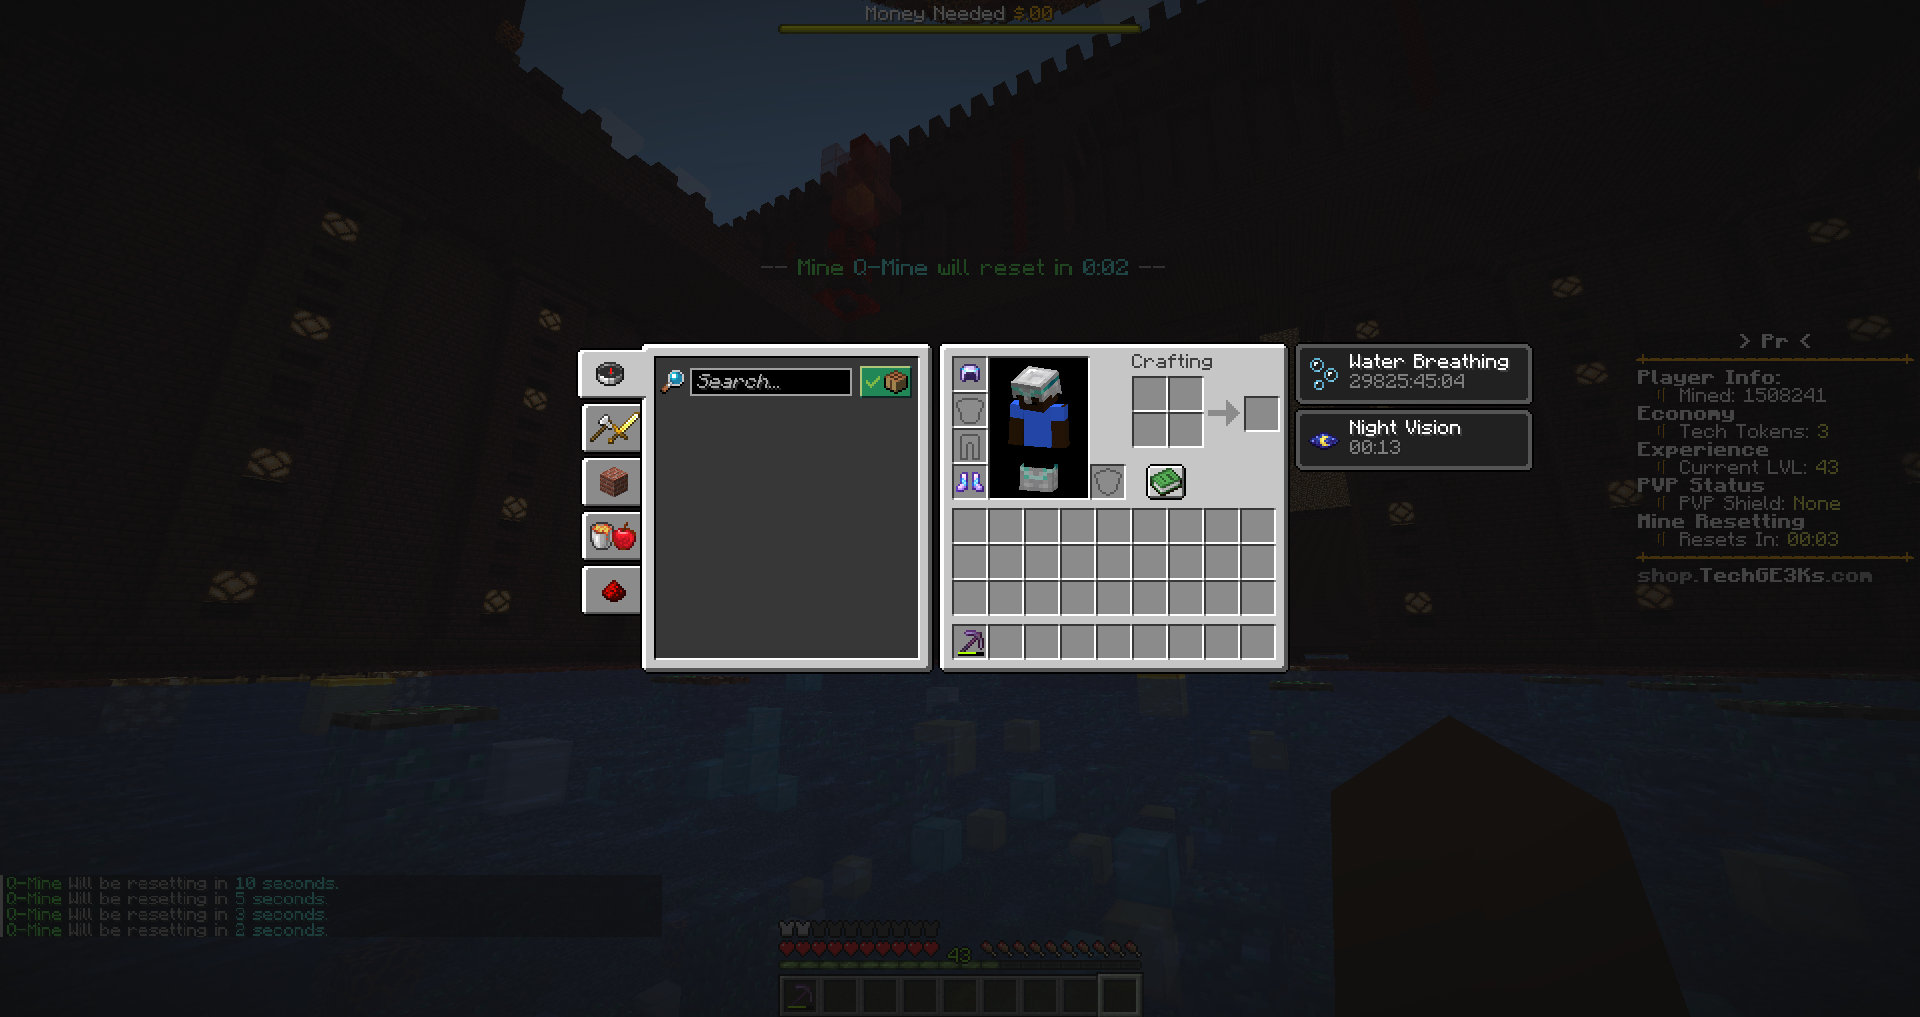 Money Needed $.00
-- Mine Q-Mine will reset in 0:02 --
Search...
Crafting
Water Breathing
29825:45:04
Night Vision
00:13
> Pr <
Player Info:
Mined: 1508241
Economy
Tech Tokens: 3
Experience
Current LVL: 43
PVP Status
PVP Shield: None
Mine Resetting
Resets In: 00:03
shop.TechGE3Ks.com
Q-Mine Will be resetting in 10 seconds.
Q-Mine Will be resetting in 5 seconds.
Q-Mine Will be resetting in 3 seconds.
Q-Mine Will be resetting in 2 seconds.
43